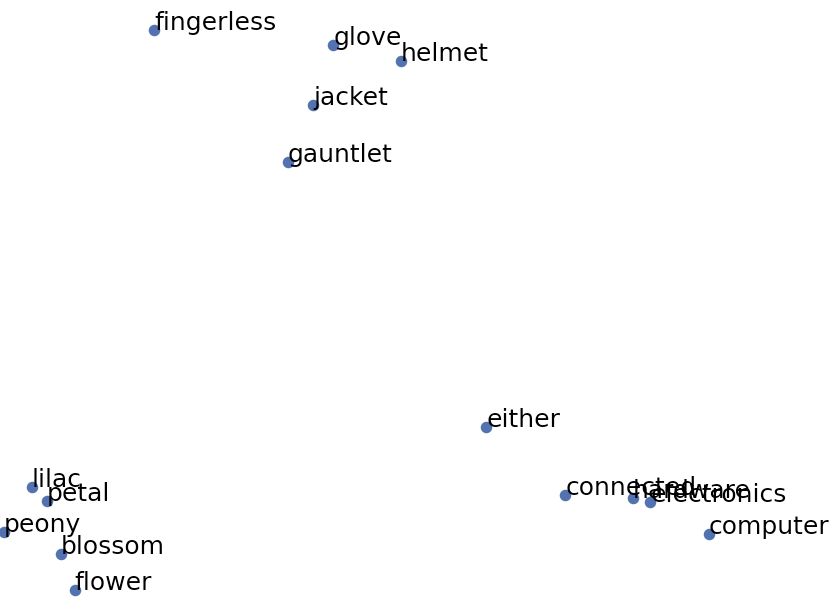 fingerless
glove
helmet
jacket
gauntlet
either
lilac
connected
hardware
petal
electronics
peony
computer
blossom
flower